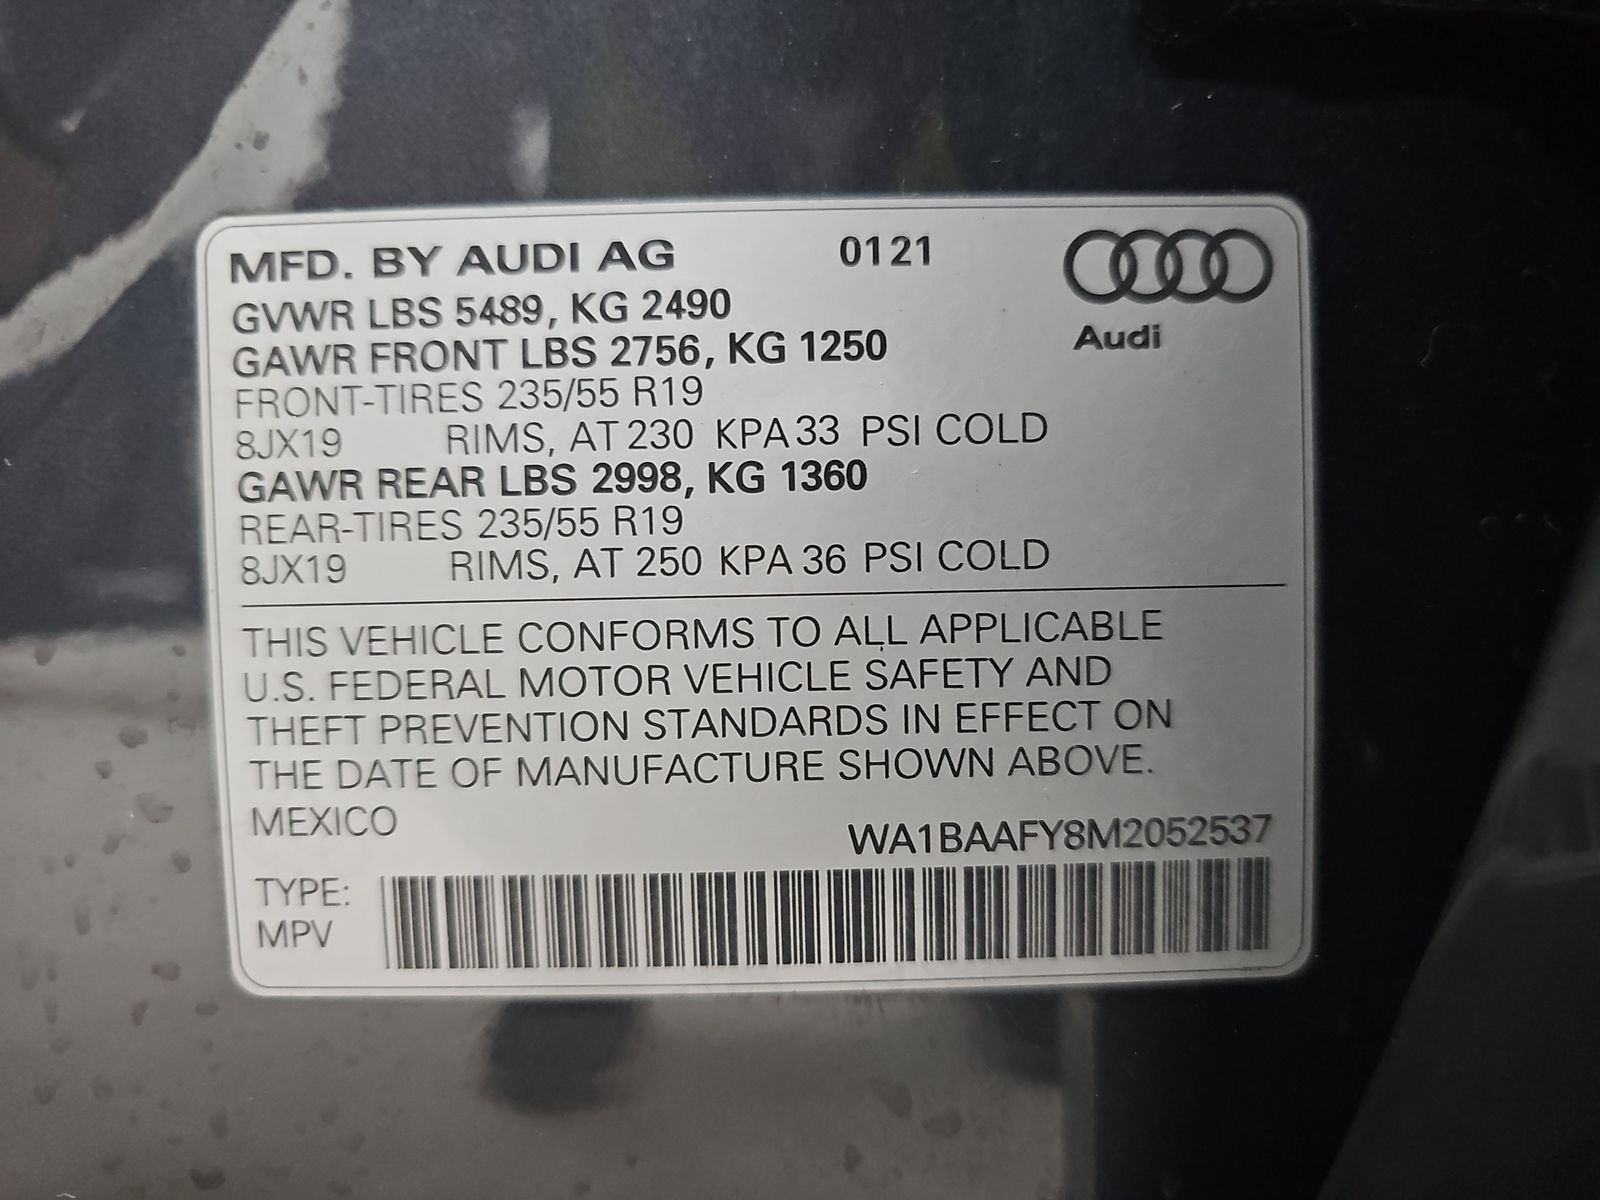 MFD. BY AUDI AG 0121
GVWR LBS 5489, KG 2490
GAWR FRONT LBS 2756, KG 1250
Audi
FRONT-TIRES 235/55 R19
8JX19 RIMS, AT 230 KPA 33 PSI COLD
GAWR REAR LBS 2998, KG 1360
REAR-TIRES 235/55 R19
8JX19 RIMS, AT 250 KPA 36 PSI COLD
THIS VEHICLE CONFORMS TO ALL APPLICABLE
U.S. FEDERAL MOTOR VEHICLE SAFETY AND
THEFT PREVENTION STANDARDS IN EFFECT ON
THE DATE OF MANUFACTURE SHOWN ABOVE.
MEXICO
WA1BAAFY8M2052537
TYPE:
MPV